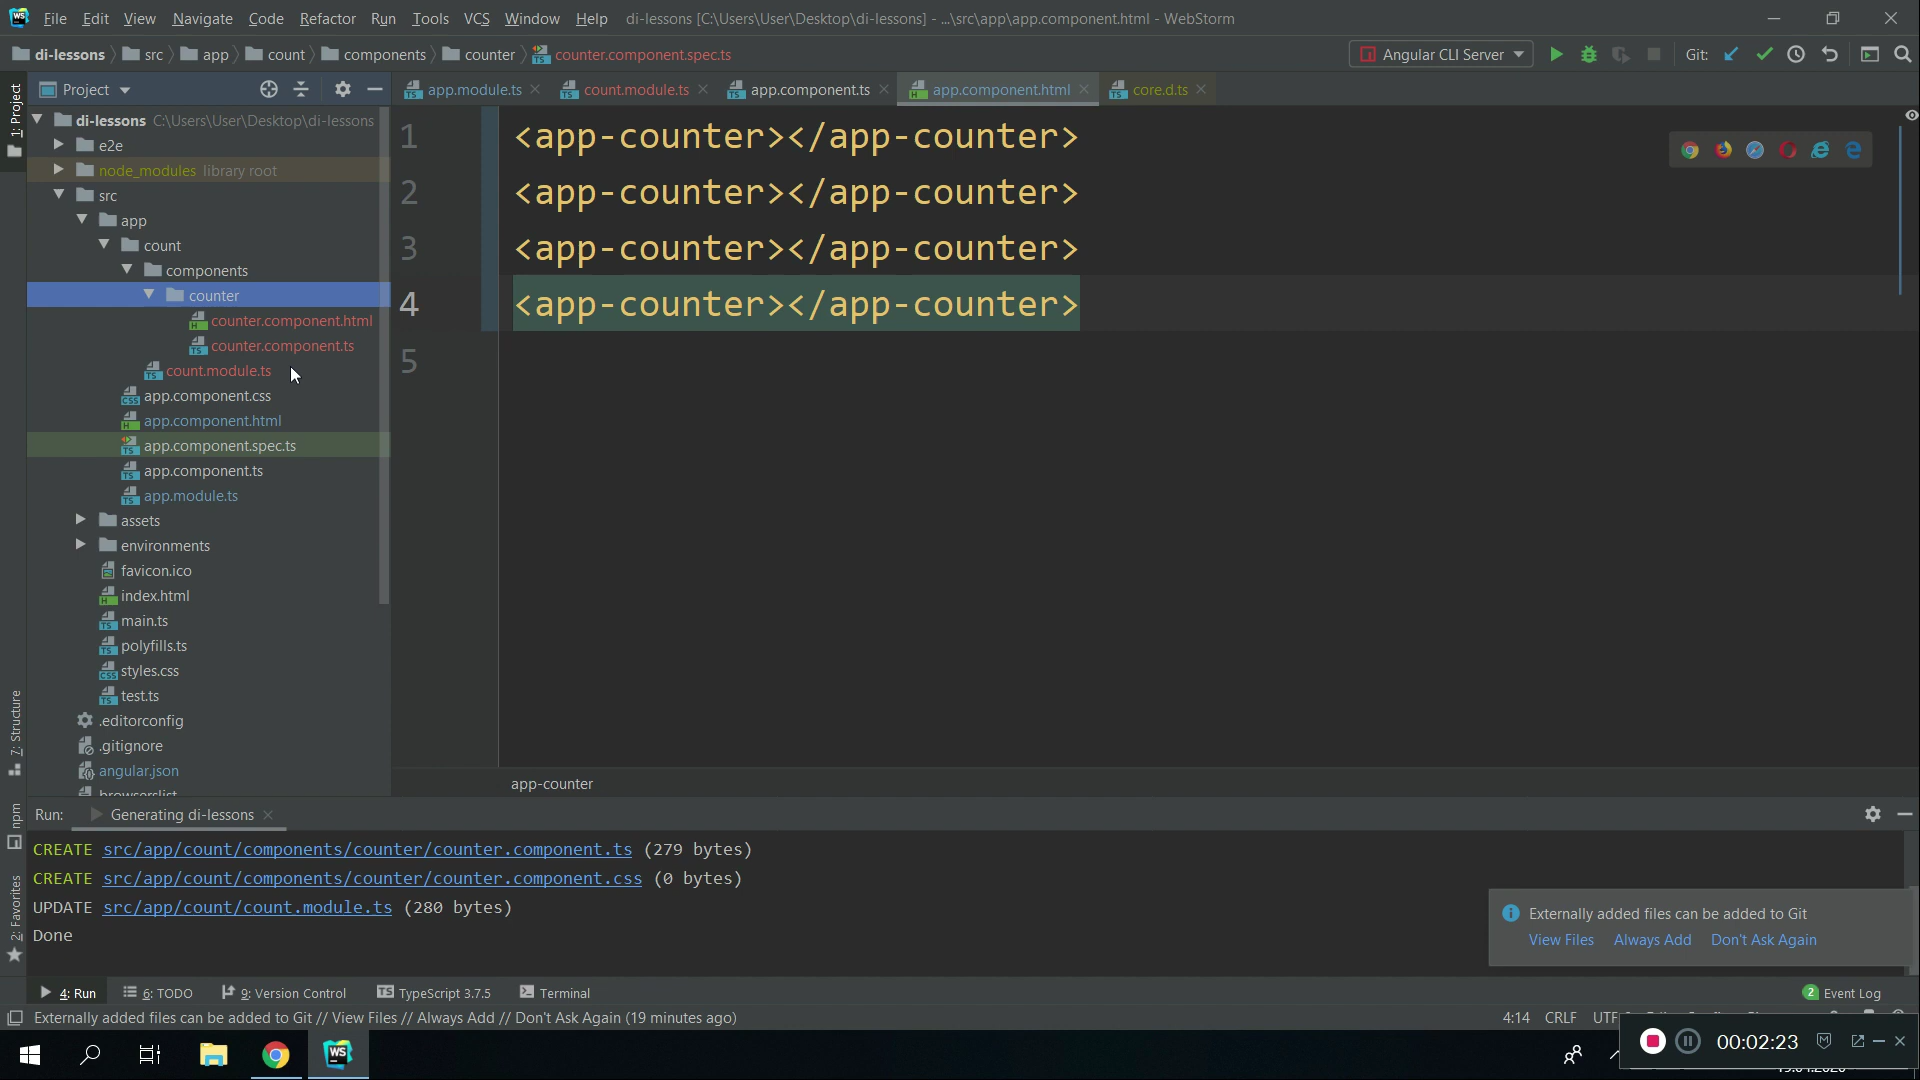 File Edit View Navigate Code Refactor Run Tools VCS Window Help di-lessons [C:\Users\User\Desktop\di-lessons] - ...\src\app\app.component.html - WebStorm
di-lessons src app count components counter counter.component.spec.ts Angular CLI Server Git:
Project app.module.ts count.module.ts app.component.ts app.component.html core.d.ts
1: Project
di-lessons C:\Users\User\Desktop\di-lessons
e2e
node_modules library root
src
app
count
components
counter
counter.component.html
counter.component.ts
count.module.ts
app.component.css
app.component.html
app.component.spec.ts
app.component.ts
app.module.ts
assets
environments
favicon.ico
index.html
main.ts
polyfills.ts
styles.css
test.ts
.editorconfig
.gitignore
angular.json
browserslist
1 <app-counter></app-counter>
2 <app-counter></app-counter>
3 <app-counter></app-counter>
4 <app-counter></app-counter>
5
app-counter
7: Structure
npm
2: Favorites
Run: Generating di-lessons
CREATE src/app/count/components/counter/counter.component.ts (279 bytes)
CREATE src/app/count/components/counter/counter.component.css (0 bytes)
UPDATE src/app/count/count.module.ts (280 bytes)
Done
Externally added files can be added to Git
View Files Always Add Don't Ask Again
4: Run 6: TODO 9: Version Control TypeScript 3.7.5 Terminal 2 Event Log
Externally added files can be added to Git // View Files // Always Add // Don't Ask Again (19 minutes ago) 4:14 CRLF
WS 00:02:23